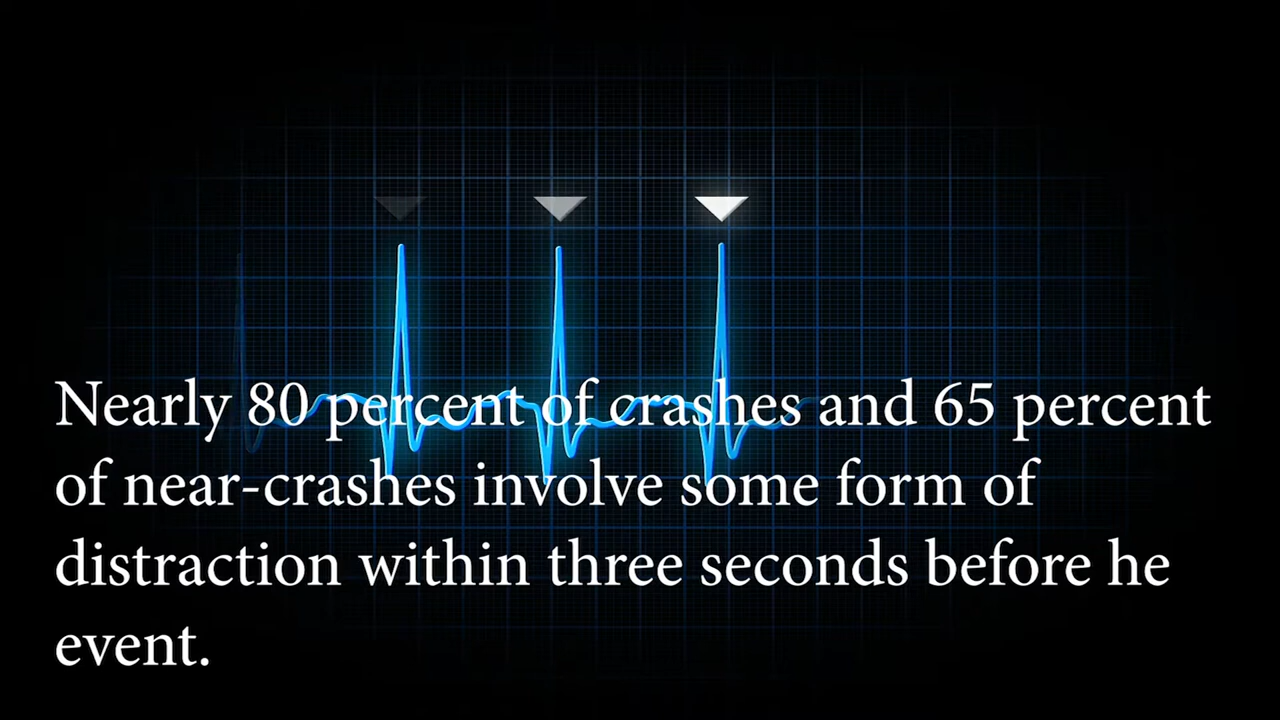 Nearly 80 percent of crashes and 65 percent
of near-crashes involve some form of
distraction within three seconds before he
event.